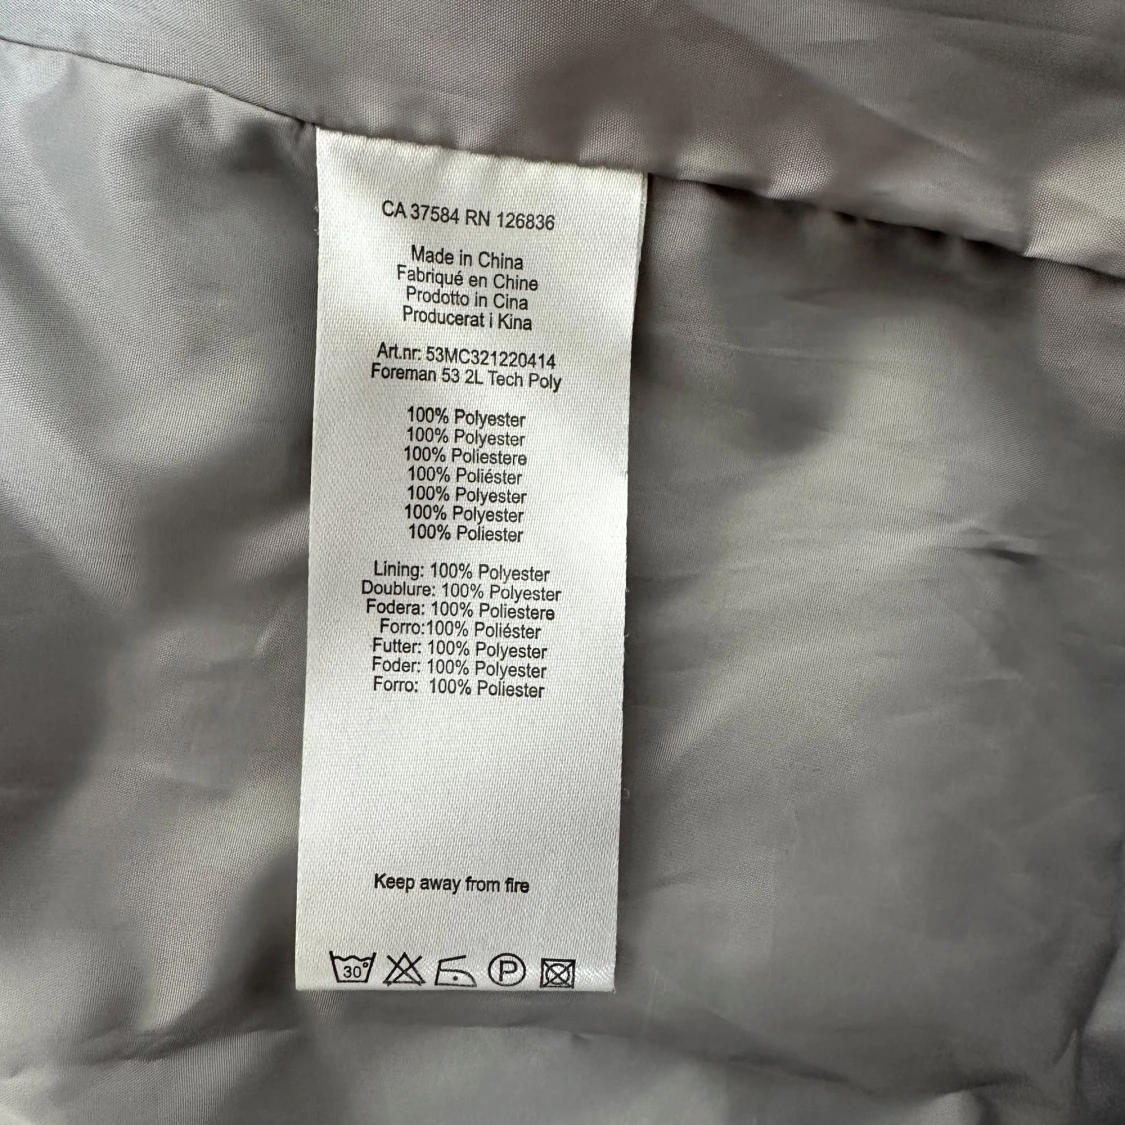 CA 37584 RN 126836
Made in China
Fabriqué en Chine
Prodotto in Cina
Producerat i Kina
Art.nr: 53MC321220414
Foreman 53 2L Tech Poly
100% Polyester
100% Polyester
100% Poliestere
100% Poliéster
100% Polyester
100% Polyester
100% Poliester
Lining: 100% Polyester
Doublure: 100% Polyester
Fodera: 100% Poliestere
Forro:100% Poliéster
Futter: 100% Polyester
Foder: 100% Polyester
Forro: 100% Poliester
Keep away from fire
30° P